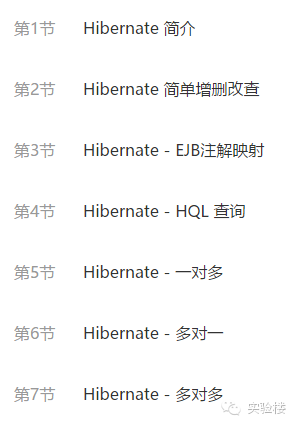 第1节 Hibernate 简介
第2节 Hibernate 简单增删改查
第3节 Hibernate - EJB注解映射
第4节 Hibernate - HQL 查询
第5节 Hibernate - 一对多
第6节 Hibernate - 多对一
第7节 Hibernate - 多对多
实验楼